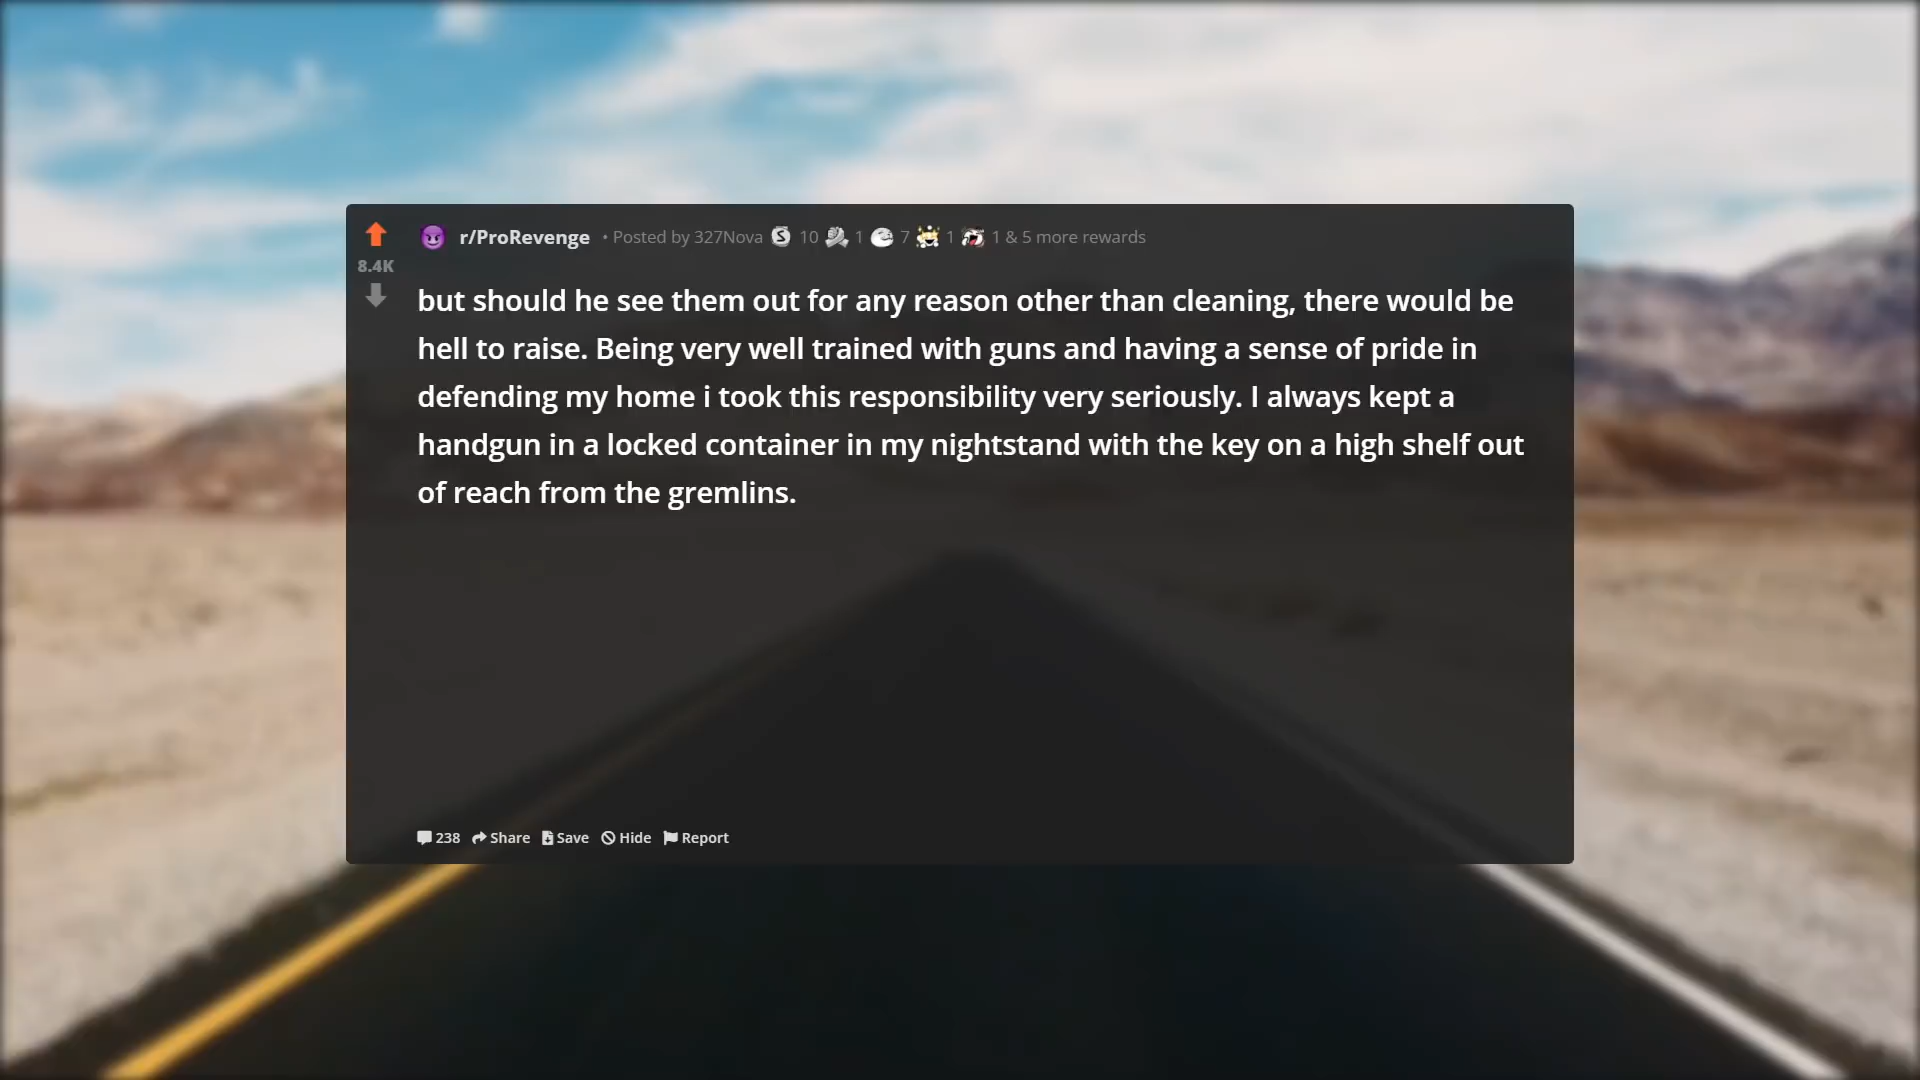 r/ProRevenge • Posted by 327Nova 10 1 7 1 1 & 5 more rewards
8.4K
but should he see them out for any reason other than cleaning, there would be
hell to raise. Being very well trained with guns and having a sense of pride in
defending my home i took this responsibility very seriously. I always kept a
handgun in a locked container in my nightstand with the key on a high shelf out
of reach from the gremlins.
238 Share Save Hide Report